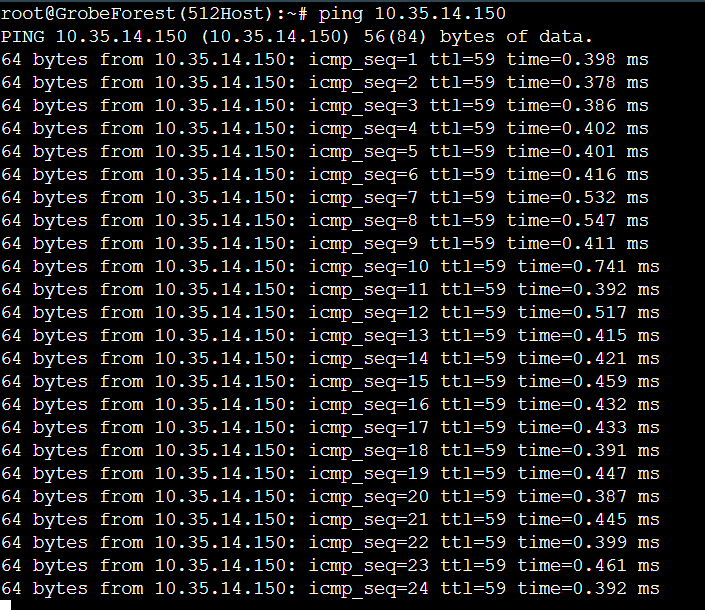 root@GrobeForest(512Host):~# ping 10.35.14.150
PING 10.35.14.150 (10.35.14.150) 56(84) bytes of data.
64 bytes from 10.35.14.150: icmp_seq=1 ttl=59 time=0.398 ms
64 bytes from 10.35.14.150: icmp_seq=2 ttl=59 time=0.378 ms
64 bytes from 10.35.14.150: icmp_seq=3 ttl=59 time=0.386 ms
64 bytes from 10.35.14.150: icmp_seq=4 ttl=59 time=0.402 ms
64 bytes from 10.35.14.150: icmp_seq=5 ttl=59 time=0.401 ms
64 bytes from 10.35.14.150: icmp_seq=6 ttl=59 time=0.416 ms
64 bytes from 10.35.14.150: icmp_seq=7 ttl=59 time=0.532 ms
64 bytes from 10.35.14.150: icmp_seq=8 ttl=59 time=0.547 ms
64 bytes from 10.35.14.150: icmp_seq=9 ttl=59 time=0.411 ms
64 bytes from 10.35.14.150: icmp_seq=10 ttl=59 time=0.741 ms
64 bytes from 10.35.14.150: icmp_seq=11 ttl=59 time=0.392 ms
64 bytes from 10.35.14.150: icmp_seq=12 ttl=59 time=0.517 ms
64 bytes from 10.35.14.150: icmp_seq=13 ttl=59 time=0.415 ms
64 bytes from 10.35.14.150: icmp_seq=14 ttl=59 time=0.421 ms
64 bytes from 10.35.14.150: icmp_seq=15 ttl=59 time=0.459 ms
64 bytes from 10.35.14.150: icmp_seq=16 ttl=59 time=0.432 ms
64 bytes from 10.35.14.150: icmp_seq=17 ttl=59 time=0.433 ms
64 bytes from 10.35.14.150: icmp_seq=18 ttl=59 time=0.391 ms
64 bytes from 10.35.14.150: icmp_seq=19 ttl=59 time=0.447 ms
64 bytes from 10.35.14.150: icmp_seq=20 ttl=59 time=0.387 ms
64 bytes from 10.35.14.150: icmp_seq=21 ttl=59 time=0.445 ms
64 bytes from 10.35.14.150: icmp_seq=22 ttl=59 time=0.399 ms
64 bytes from 10.35.14.150: icmp_seq=23 ttl=59 time=0.461 ms
64 bytes from 10.35.14.150: icmp_seq=24 ttl=59 time=0.392 ms